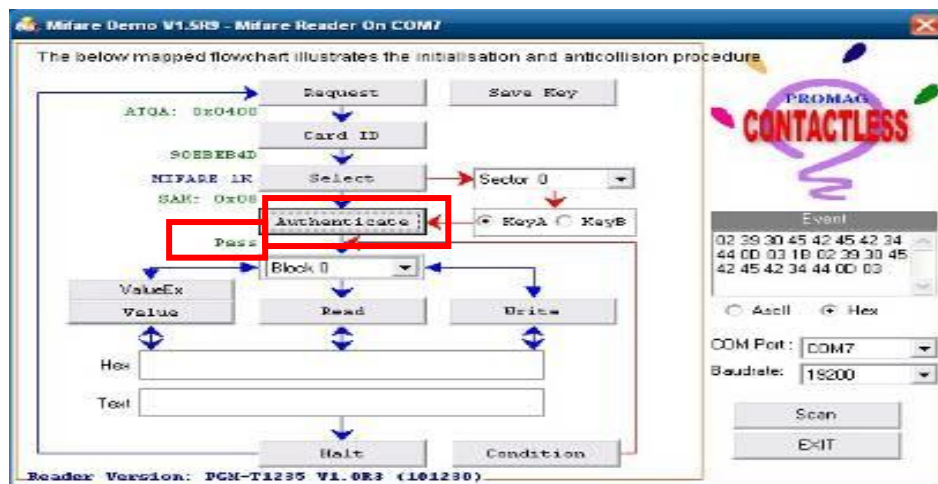 Mifare Demo V1.5R9 - Mifare Reader On COM7
The below mapped flowchart illustrates the initialisation and anticollision procedure
Request
Save Key
ATQA: 0x0400
Card ID
90EBEB4D
MIFARE 1K
Select
Sector 0
SAK: 0x08
Authenticate
KeyA
KeyB
Pass
Block 0
ValueEx
Value
Read
Write
Hex
Text
Halt
Condition
Reader Version: PGM-T1235 V1.0R3 (101230)
PROMAG
CONTACTLESS
Event
02 39 30 45 42 45 42 34
44 0D 03 1B 02 39 30 45
42 45 42 34 44 0D 03
Ascii
Hex
COM Port :
COM7
Baudrate:
19200
Scan
EXIT